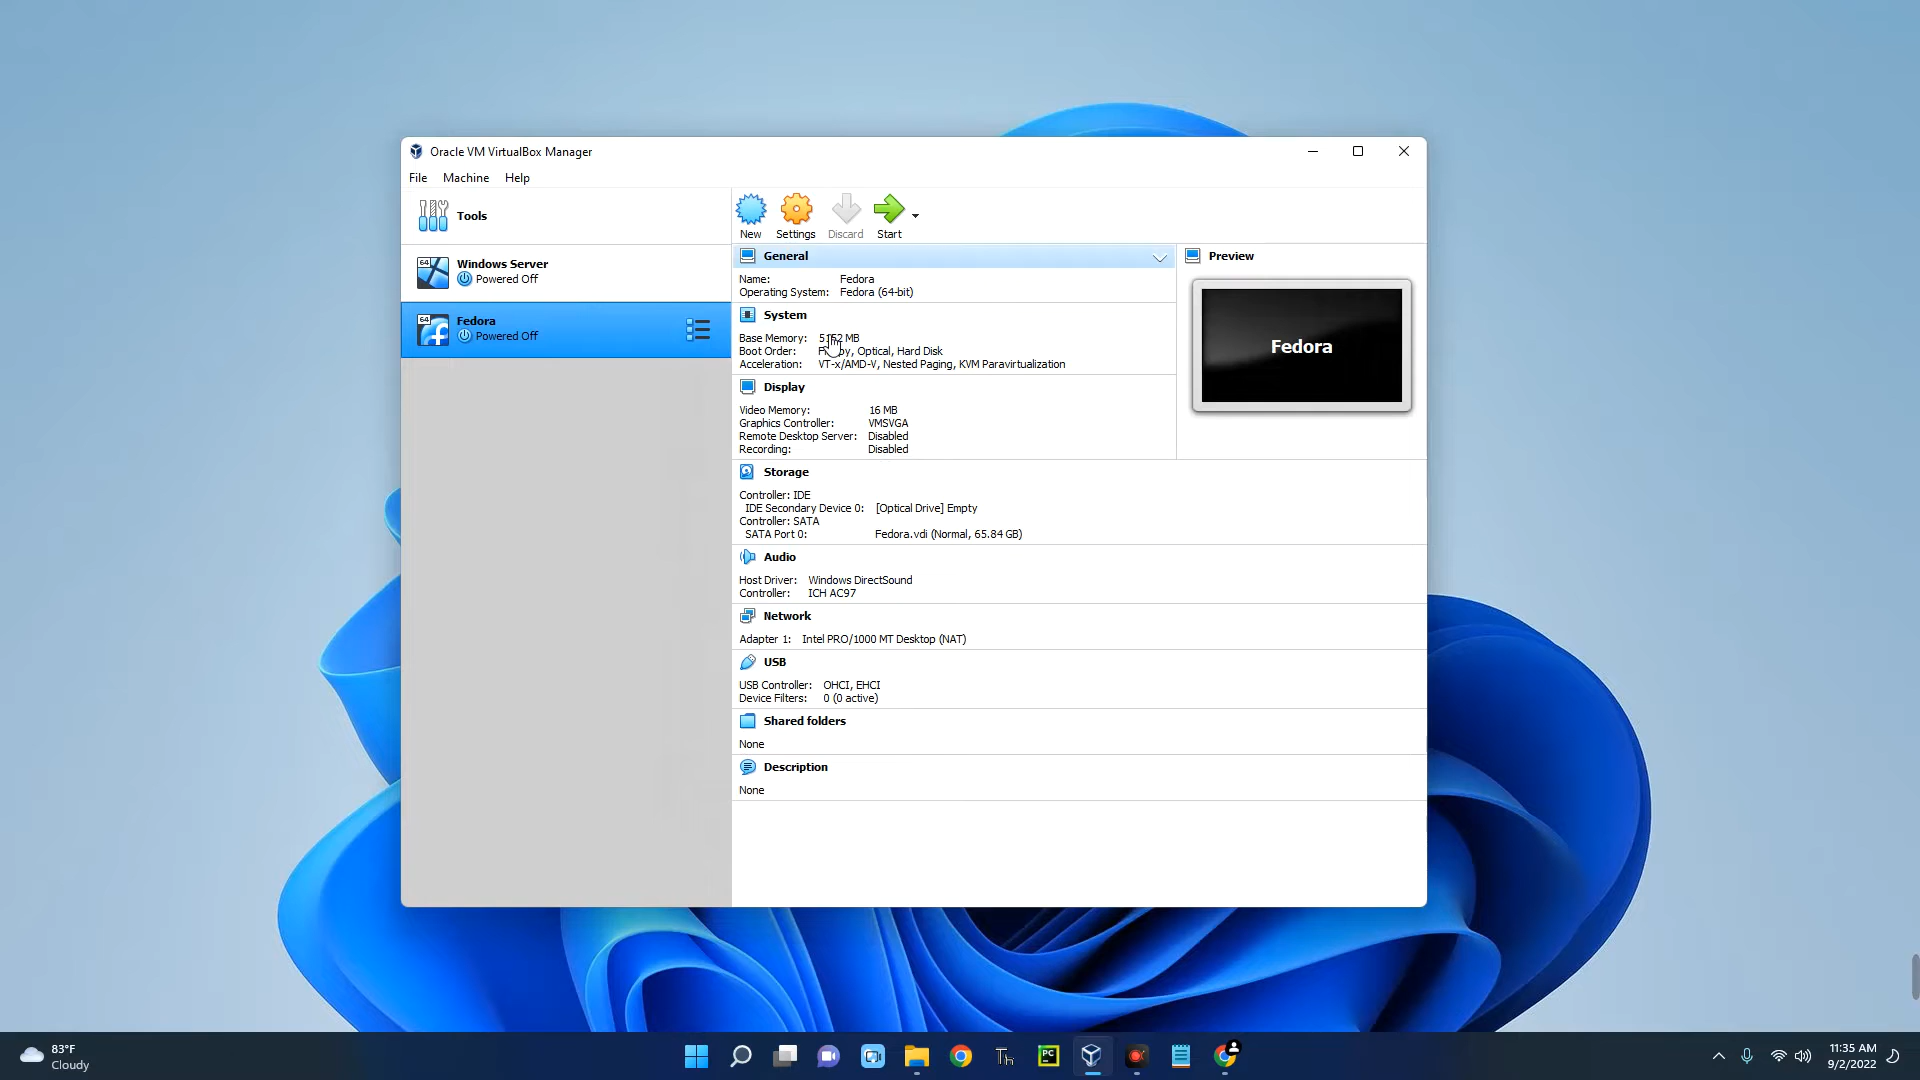 Oracle VM VirtualBox Manager
File Machine Help
Tools
New Settings Discard Start
64 Windows Server
Powered Off
64 Fedora
Powered Off
General
Name: Fedora
Operating System: Fedora (64-bit)
Preview
Fedora
System
Base Memory: MB
Boot Order: Optical, Hard Disk
Acceleration: VT-x/AMD-V, Nested Paging, KVM Paravirtualization
Display
Video Memory: 16 MB
Graphics Controller: VMSVGA
Remote Desktop Server: Disabled
Recording: Disabled
Storage
Controller: IDE
IDE Secondary Device 0: [Optical Drive] Empty
Controller: SATA
SATA Port 0: Fedora.vdi (Normal, 65.84 GB)
Audio
Host Driver: Windows DirectSound
Controller: ICH AC97
Network
Adapter 1: Intel PRO/1000 MT Desktop (NAT)
USB
USB Controller: OHCI, EHCI
Device Filters: 0 (0 active)
Shared folders
None
Description
None
83°F
Cloudy
Th
PC
11:35 AM
9/2/2022